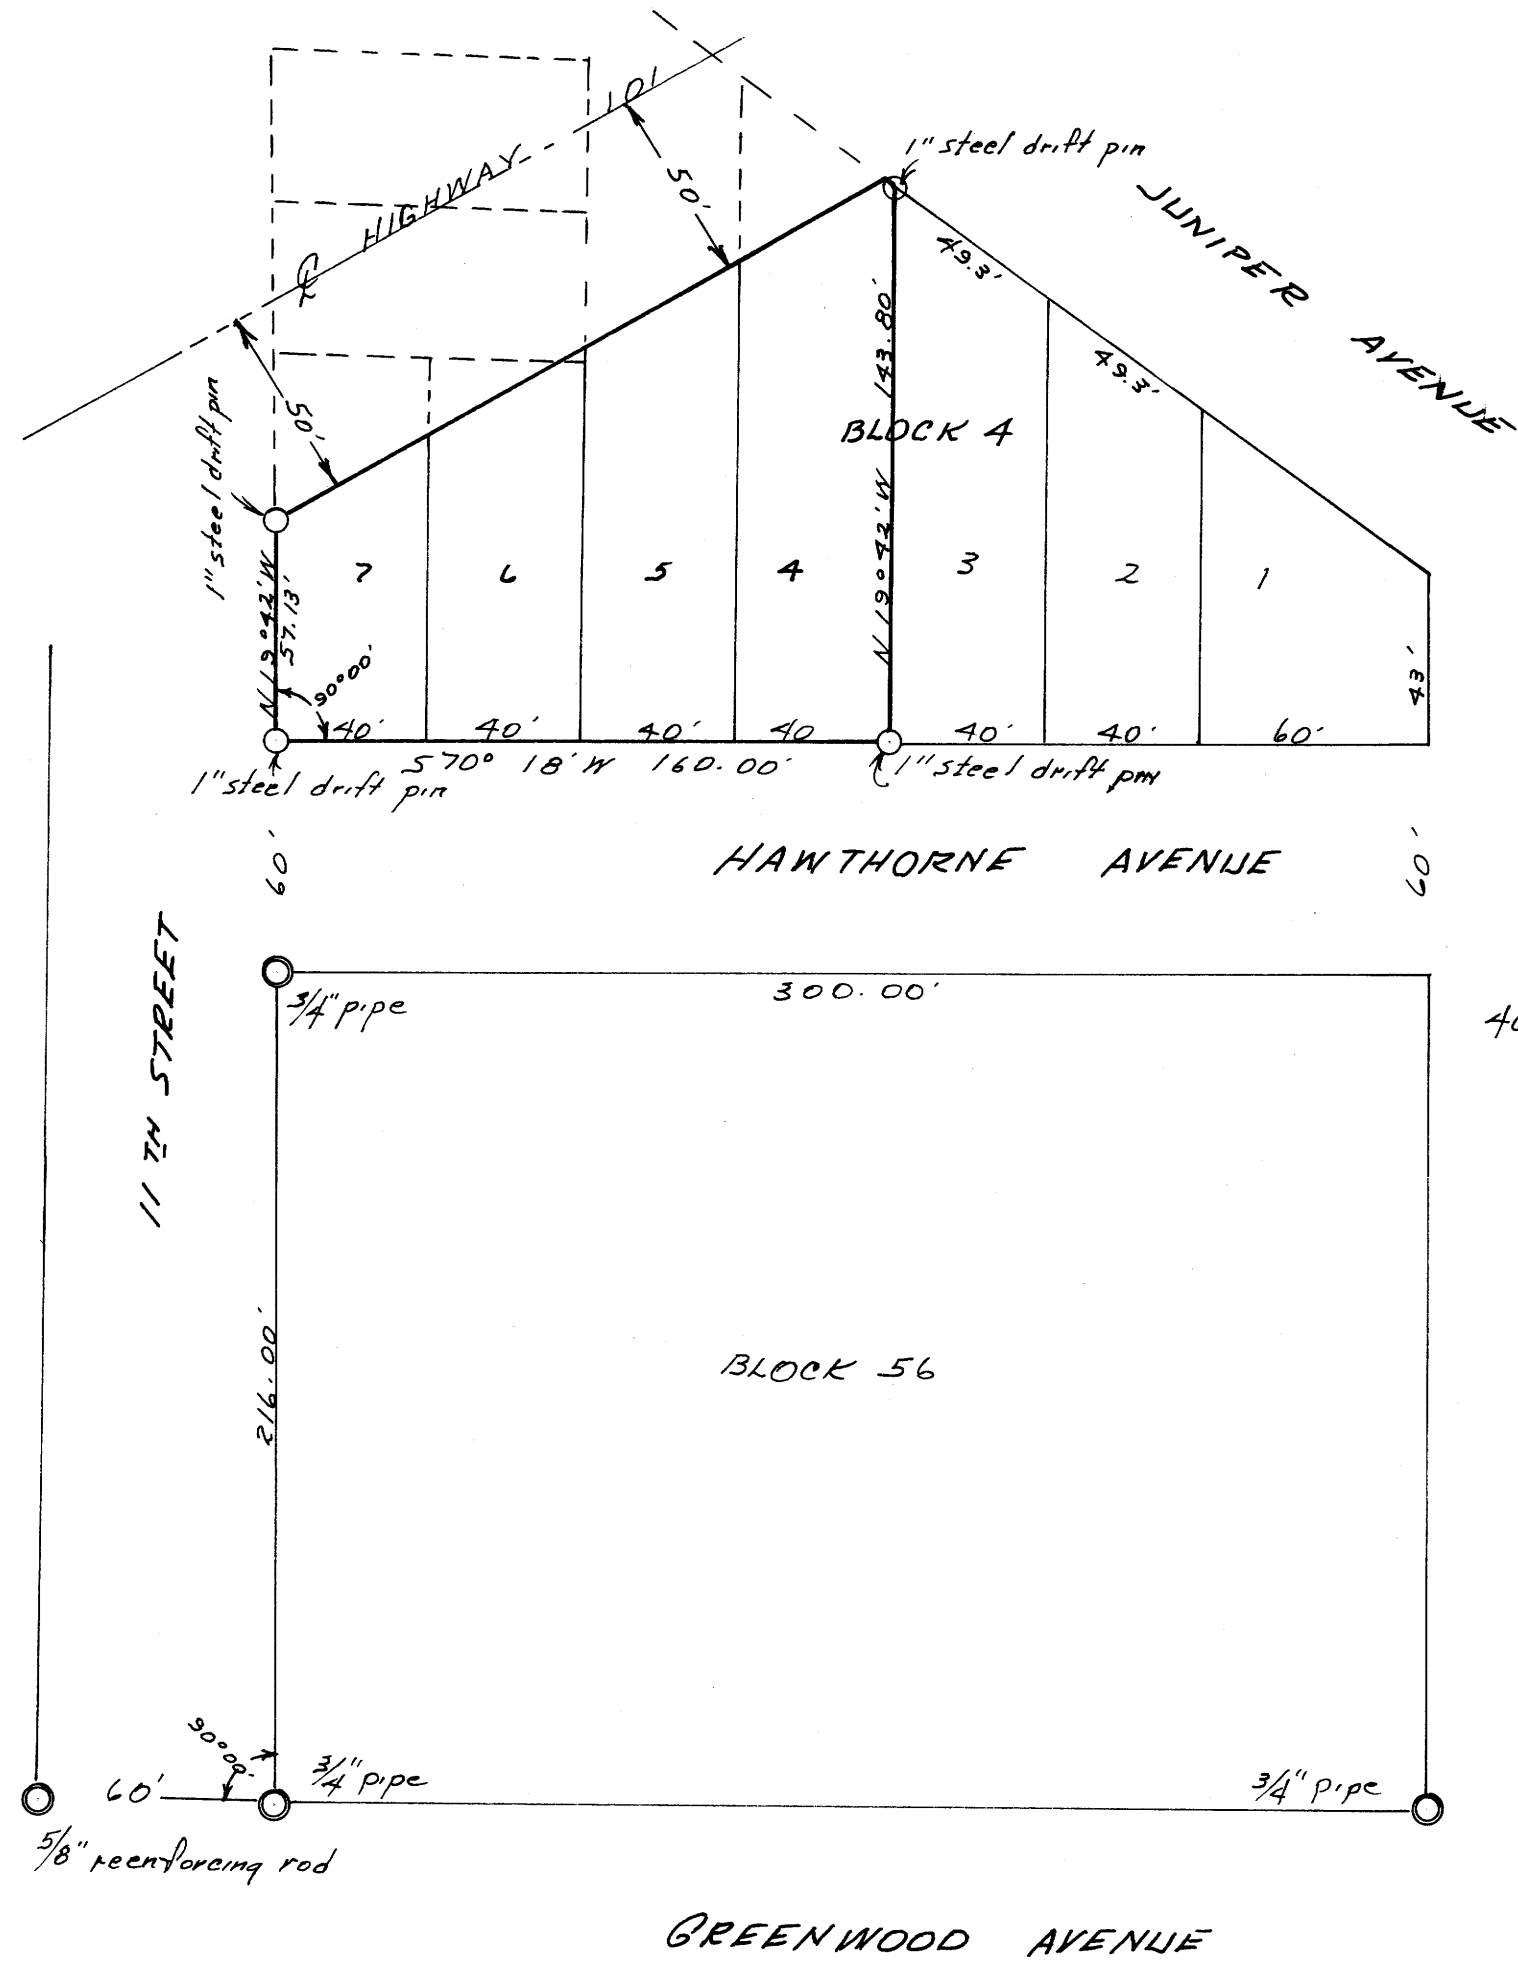 HIGHWAY 101
℄
50'
50'
1" steel drift pin
JUNIPER AVENUE
49.3'
49.3'
BLOCK 4
N 19° 42' W 143.80'
1" steel drift pin
N 19° 42' W
57.13'
90°00'
7 6 5 4 3 2 1
43'
40' 40' 40' 40 40' 40' 60'
S 70° 18' W 160.00'
1" steel drift pin
1" steel drift pin
60'
HAWTHORNE AVENUE
60'
11TH STREET
3/4" pipe
300.00'
216.00'
BLOCK 56
90°00'
60'
3/4" pipe
3/4" pipe
5/8" reenforcing rod
GREENWOOD AVENUE